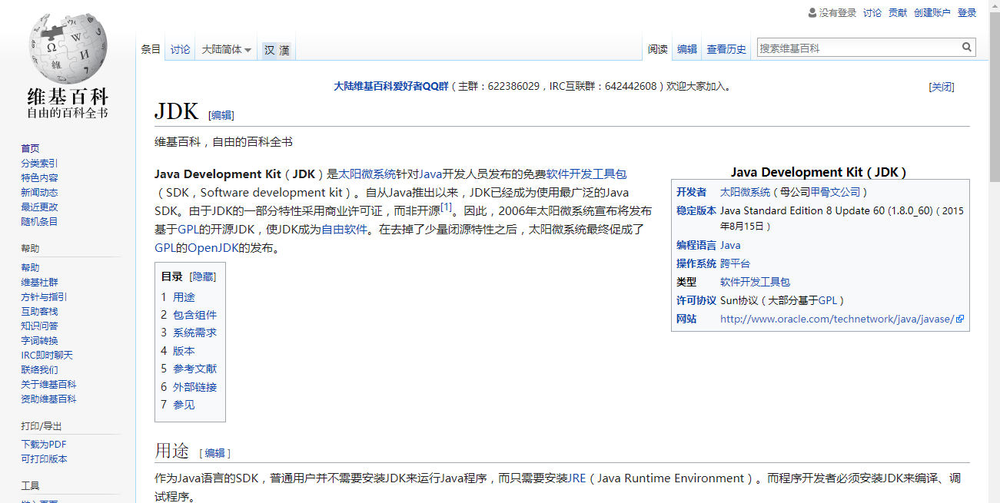 没有登录 讨论 贡献 创建账户 登录
条目 讨论 大陆简体 汉 漢 阅读 编辑 查看历史 搜索维基百科
维基百科
自由的百科全书
大陆维基百科爱好者QQ群（主群：622386029，IRC互联群：642442608）欢迎大家加入。 [关闭]
JDK [编辑]
维基百科，自由的百科全书
Java Development Kit（JDK）是太阳微系统针对Java开发人员发布的免费软件开发工具包
（SDK，Software development kit）。自从Java推出以来，JDK已经成为使用最广泛的Java
SDK。由于JDK的一部分特性采用商业许可证，而非开源[1]。因此，2006年太阳微系统宣布将发布
基于GPL的开源JDK，使JDK成为自由软件。在去掉了少量闭源特性之后，太阳微系统最终促成了
GPL的OpenJDK的发布。
Java Development Kit（JDK）
开发者 太阳微系统（母公司甲骨文公司）
稳定版本 Java Standard Edition 8 Update 60 (1.8.0_60)（2015
年8月15日）
编程语言 Java
操作系统 跨平台
类型 软件开发工具包
许可协议 Sun协议（大部分基于GPL）
网站 http://www.oracle.com/technetwork/java/javase/
目录 [隐藏]
1 用途
2 包含组件
3 系统需求
4 版本
5 参考文献
6 外部链接
7 参见
用途 [编辑]
作为Java语言的SDK，普通用户并不需要安装JDK来运行Java程序，而只需要安装JRE（Java Runtime Environment）。而程序开发者必须安装JDK来编译、调
试程序。
首页
分类索引
特色内容
新闻动态
最近更改
随机条目
帮助
帮助
维基社群
方针与指引
互助客栈
知识问答
字词转换
IRC即时聊天
联络我们
关于维基百科
资助维基百科
打印/导出
下载为PDF
可打印版本
工具